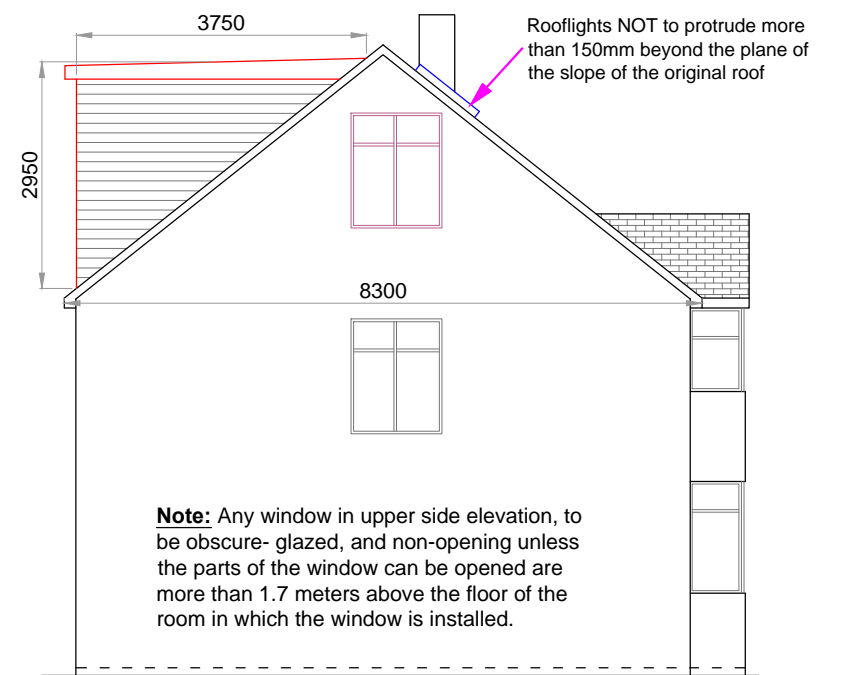 3750
Rooflights NOT to protrude more
than 150mm beyond the plane of
the slope of the original roof
2950
8300
Note: Any window in upper side elevation, to
be obscure- glazed, and non-opening unless
the parts of the window can be opened are
more than 1.7 meters above the floor of the
room in which the window is installed.